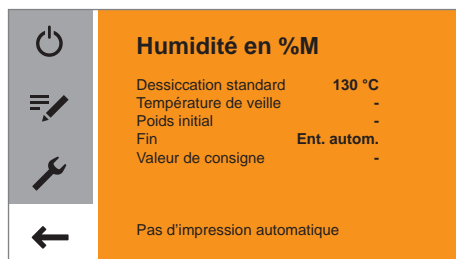 Humidité en %M
Dessiccation standard 130 °C
Température de veille -
Poids initial -
Fin Ent. autom.
Valeur de consigne -
Pas d'impression automatique